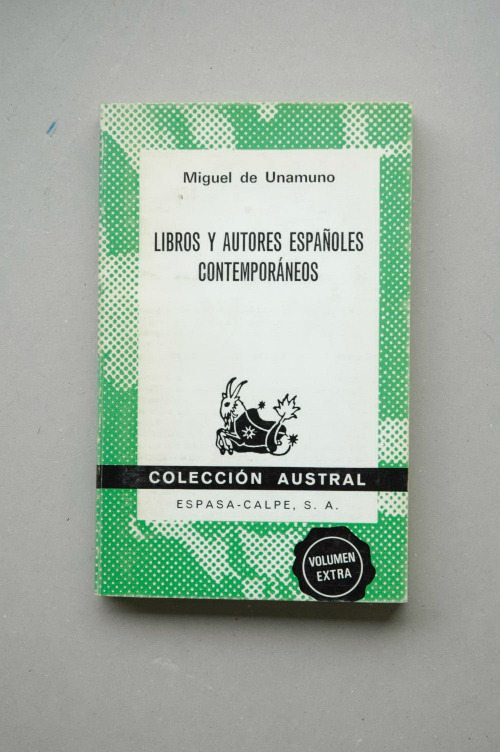 Miguel de Unamuno
LIBROS Y AUTORES ESPAÑOLES
CONTEMPORÁNEOS
COLECCIÓN AUSTRAL
ESPASA-CALPE, S. A.
VOLUMEN
EXTRA